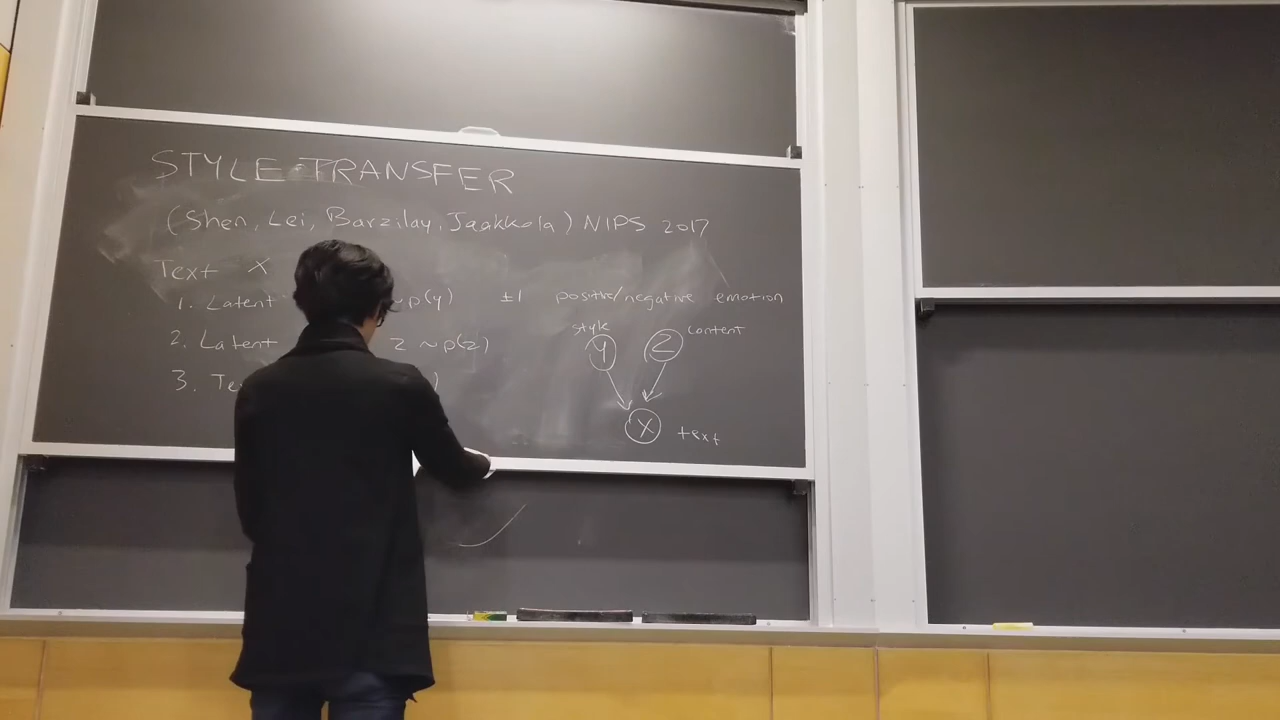 STYLE TRANSFER
(Shen, Lei, Barzilay, Jaakkola) NIPS 2017
Text X
1. Latent ~p(y) ±1 positive/negative emotion
2. Latent z ~p(z)
3. )
style content
y z
X text